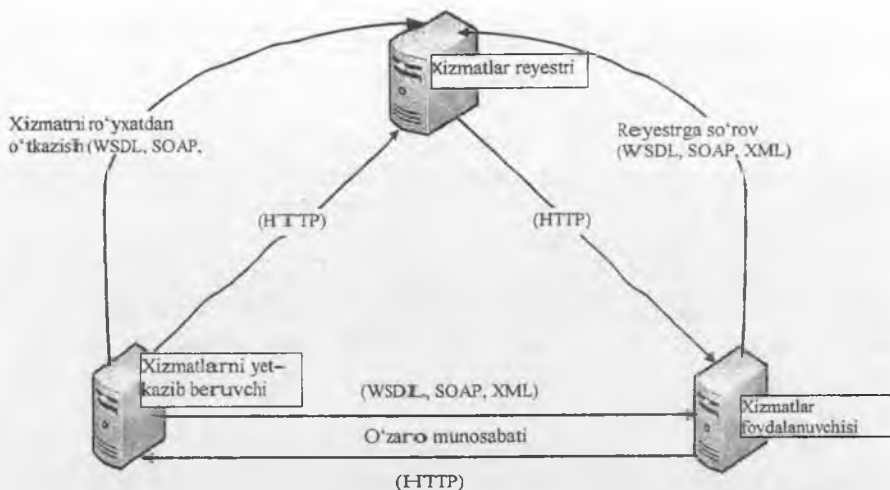 Xizmatlar reyestri
Xizmatni ro‘yxatdan
o‘tkazish (WSDL, SOAP,
Reyestrga so‘rov
(WSDL, SOAP, XML)
(HTTP)
(HTTP)
Xizmatlarni yet-
kazib beruvchi
(WSDL, SOAP, XML)
Xizmatlar
foydalanuvchisi
O‘zaro munosabati
(HTTP)